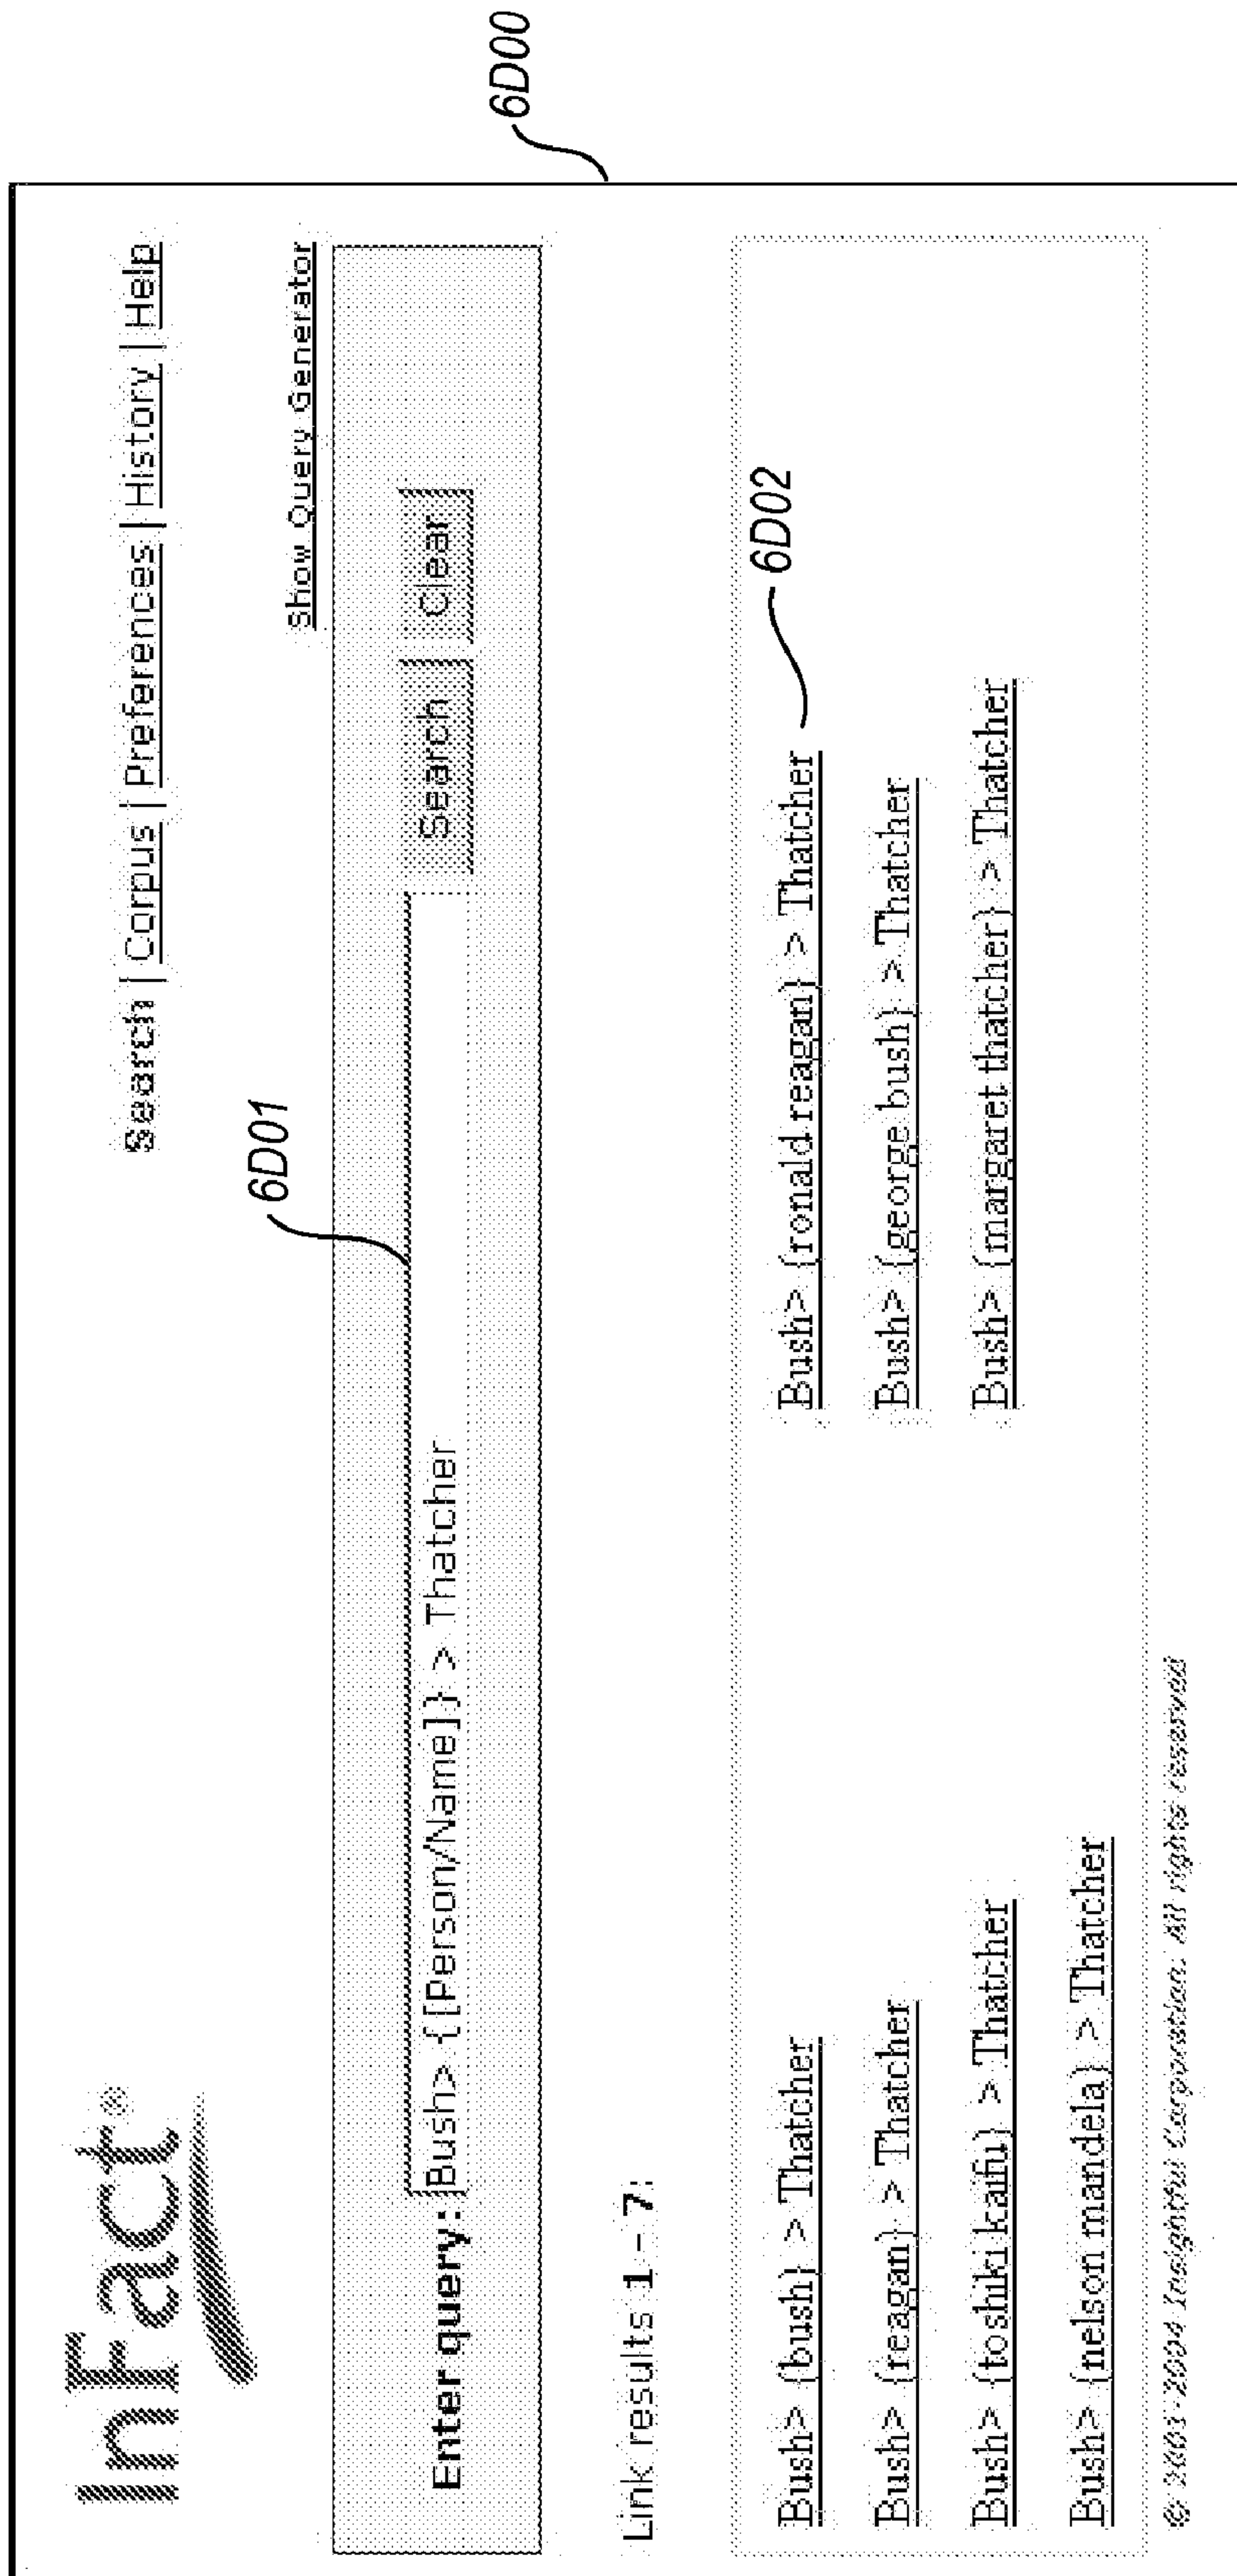 InFact®
Search | Corpus | Preferences | History | Help
6D01
Show Query Generator
6D00
Enter query: Bush> {[Person/Name]} > Thatcher Search Clear
Link results 1 - 7:
6D02
Bush> {bush} > Thatcher Bush> {ronald reagan} > Thatcher
Bush> {reagan} > Thatcher Bush> {george bush} > Thatcher
Bush> {toshiki kaifu} > Thatcher Bush> {margaret thatcher} > Thatcher
Bush> {nelson mandela} > Thatcher
© 2001-2004 Insightful Corporation. All rights reserved